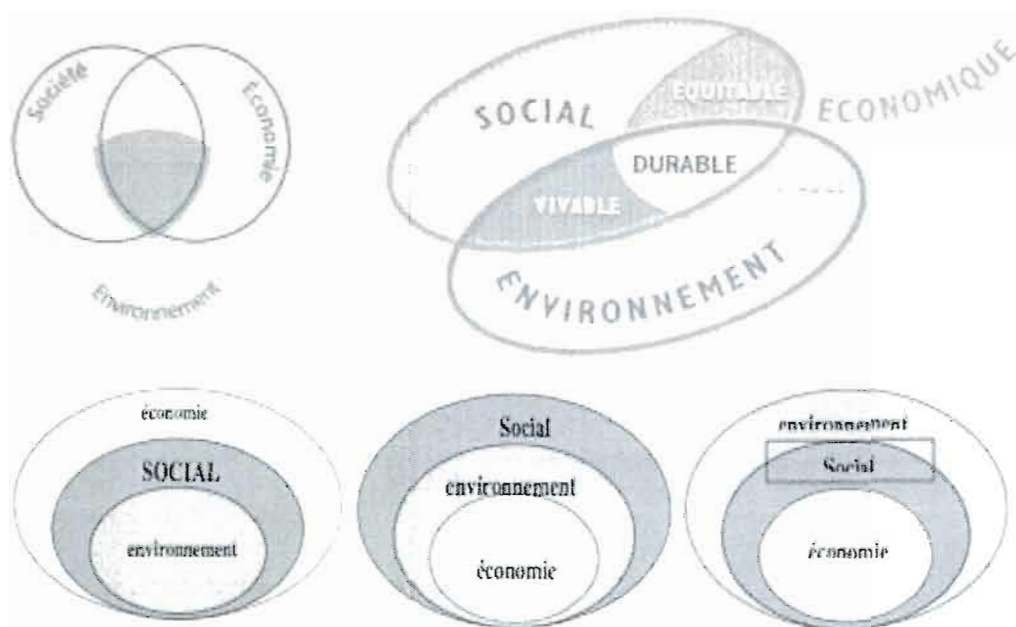 Société
Économie
Environnement
SOCIAL
EQUITABLE
ECONOMIQUE
DURABLE
VIVABLE
ENVIRONNEMENT
économie
SOCIAL
environnement
Social
environnement
économie
environnement
Social
économie